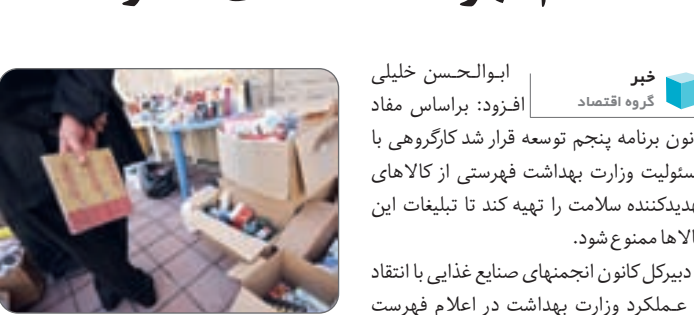 خبر
گروه اقتصاد
ابوالحسن خلیلی
افزود: براساس مفاد
نون برنامه پنجم توسعه قرار شد کارگروهی با
سئولیت وزارت بهداشت فهرستی از کالاهای
هدیدکننده سلامت را تهیه کند تا تبلیغات این
الاها ممنوع شود.
دبیرکل کانون انجمنهای صنایع غذایی با انتقاد
عملکرد وزارت بهداشت در اعلام فهرست